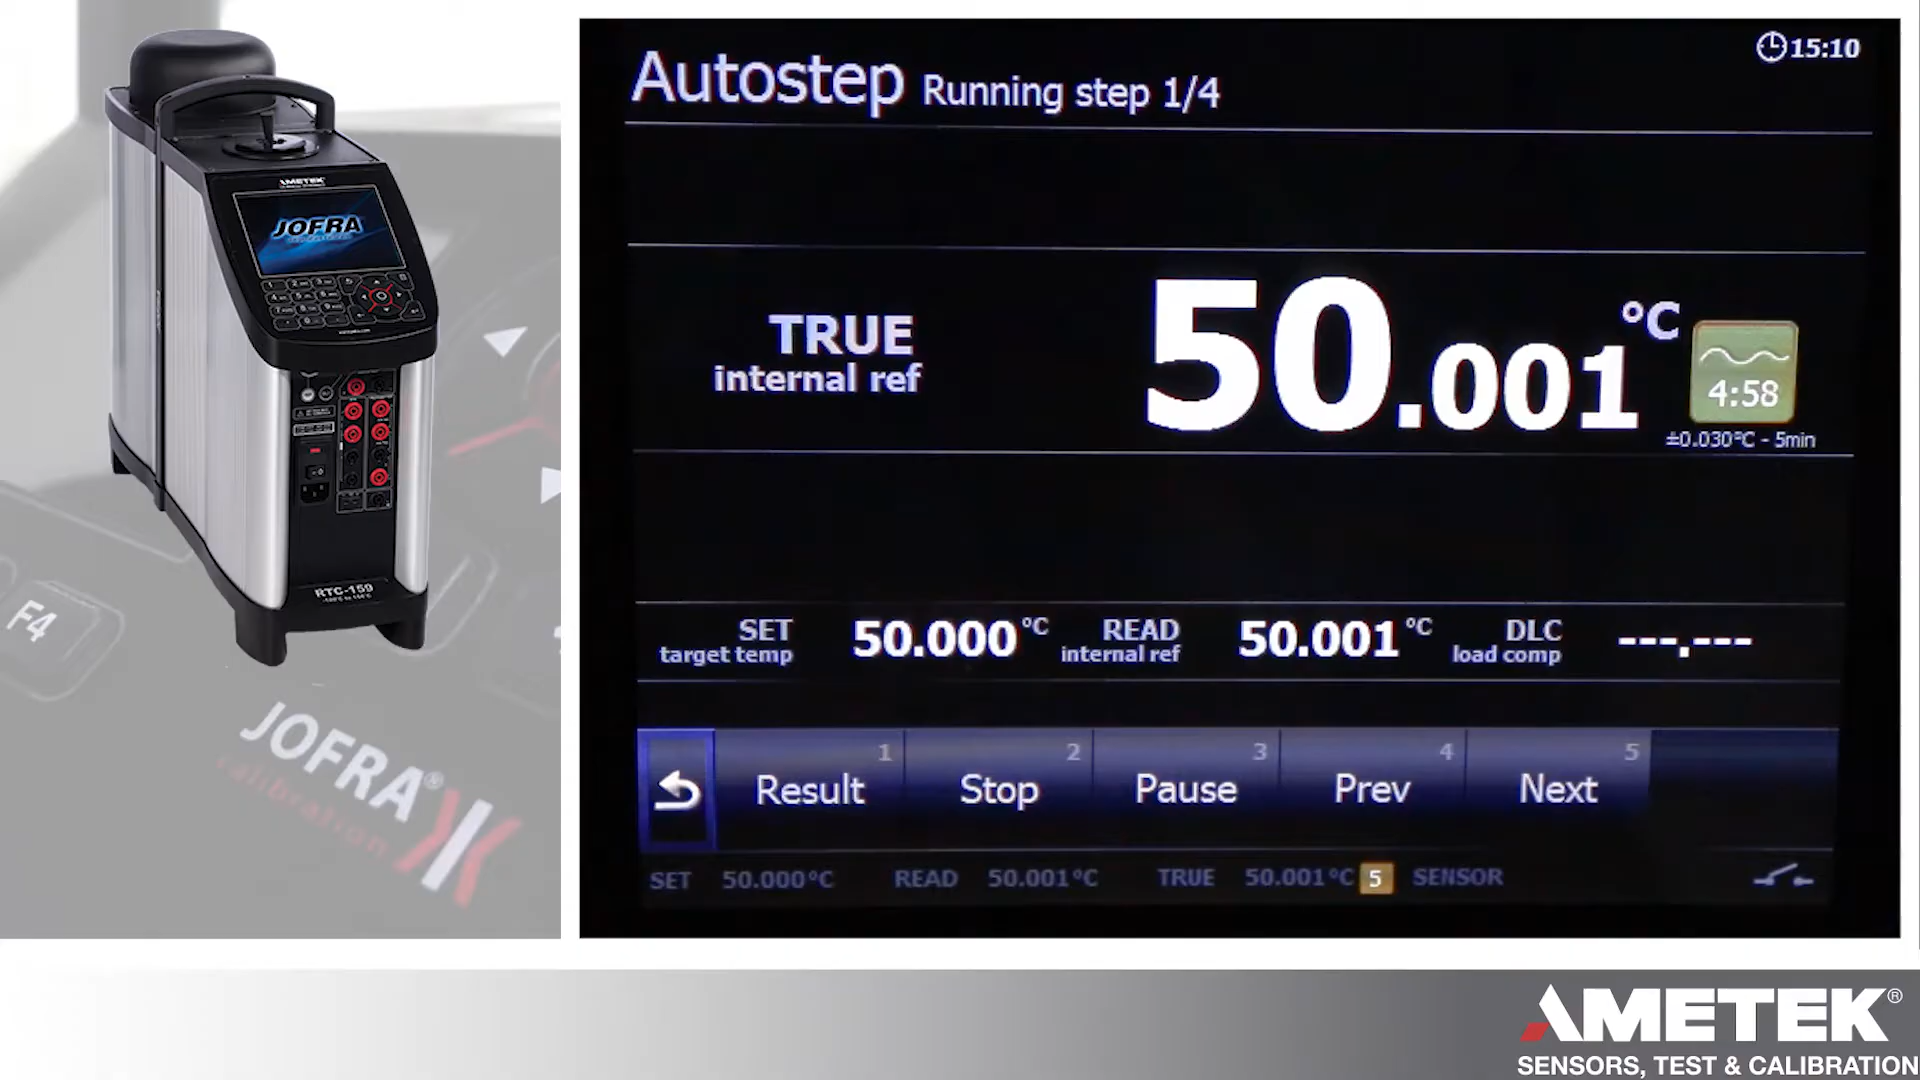 AMETEK
JOFRA
RTC-159
F4
JOFRA®
calibration
15:10
Autostep Running step 1/4
TRUE
internal ref
50.001 °C
4:58
±0.030°C - 5min
SET
target temp
50.000 °C
READ
internal ref
50.001 °C
DLC
load comp
---.---
1
Result
2
Stop
3
Pause
4
Prev
5
Next
SET 50.000°C READ 50.001°C TRUE 50.001°C 5 SENSOR
AMETEK®
SENSORS, TEST & CALIBRATION